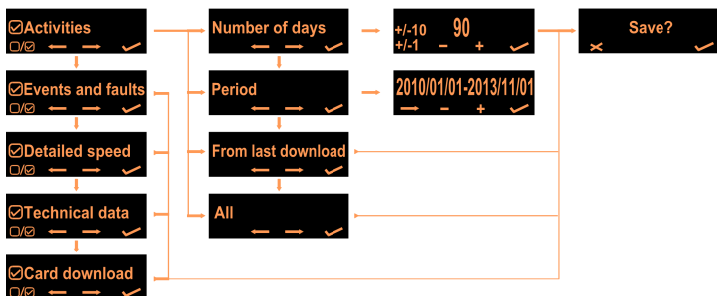 Activities
Number of days
+/-10 90
+/-1 - +
Save?
Events and faults
Period
2010/01/01-2013/11/01
- +
Detailed speed
From last download
Technical data
All
Card download